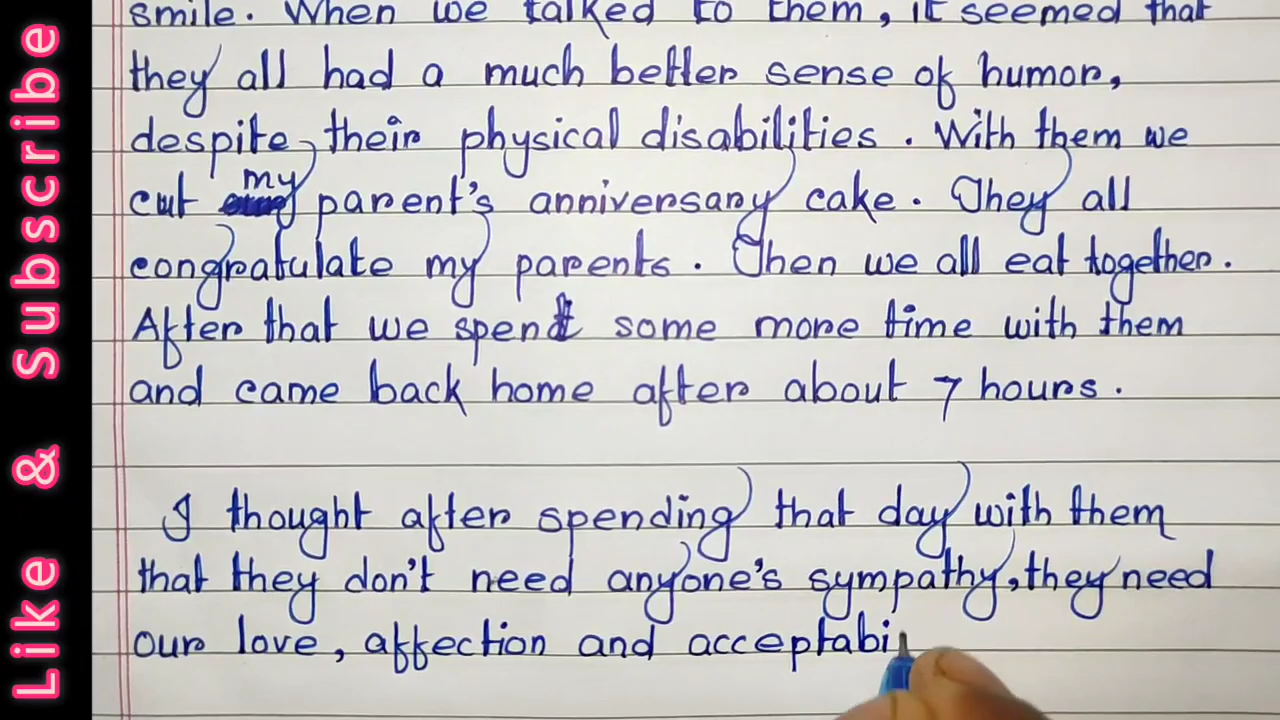 smile. When we talked to them, it seemed that
they all had a much better sense of humor,
despite, their physical disabilities. With them we
cut my parent's anniversary cake. They all
congratulate my parents. Then we all eat together.
After that we spent some more time with them
and came back home after about 7 hours.
I thought after spending that day with them
that they don't need anyone's sympathy, they need
our love, affection and acceptabi
Like & Subscribe